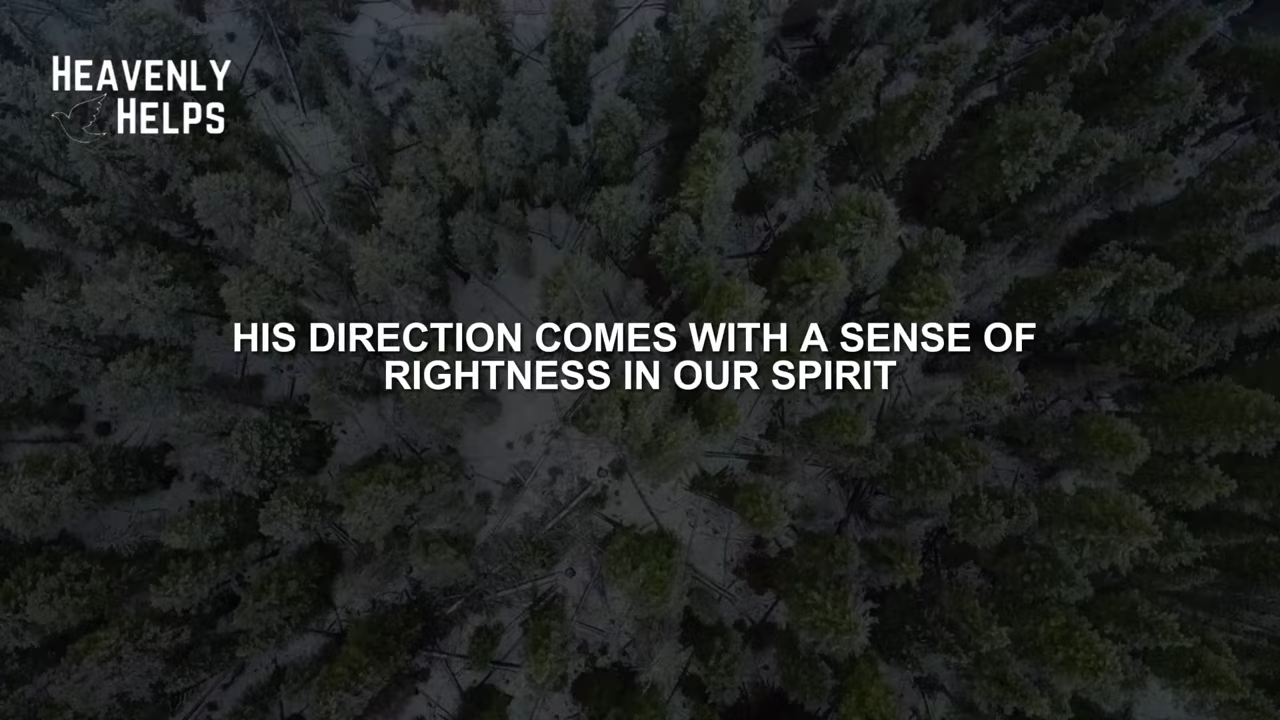 HEAVENLY
HELPS
HIS DIRECTION COMES WITH A SENSE OF
RIGHTNESS IN OUR SPIRIT